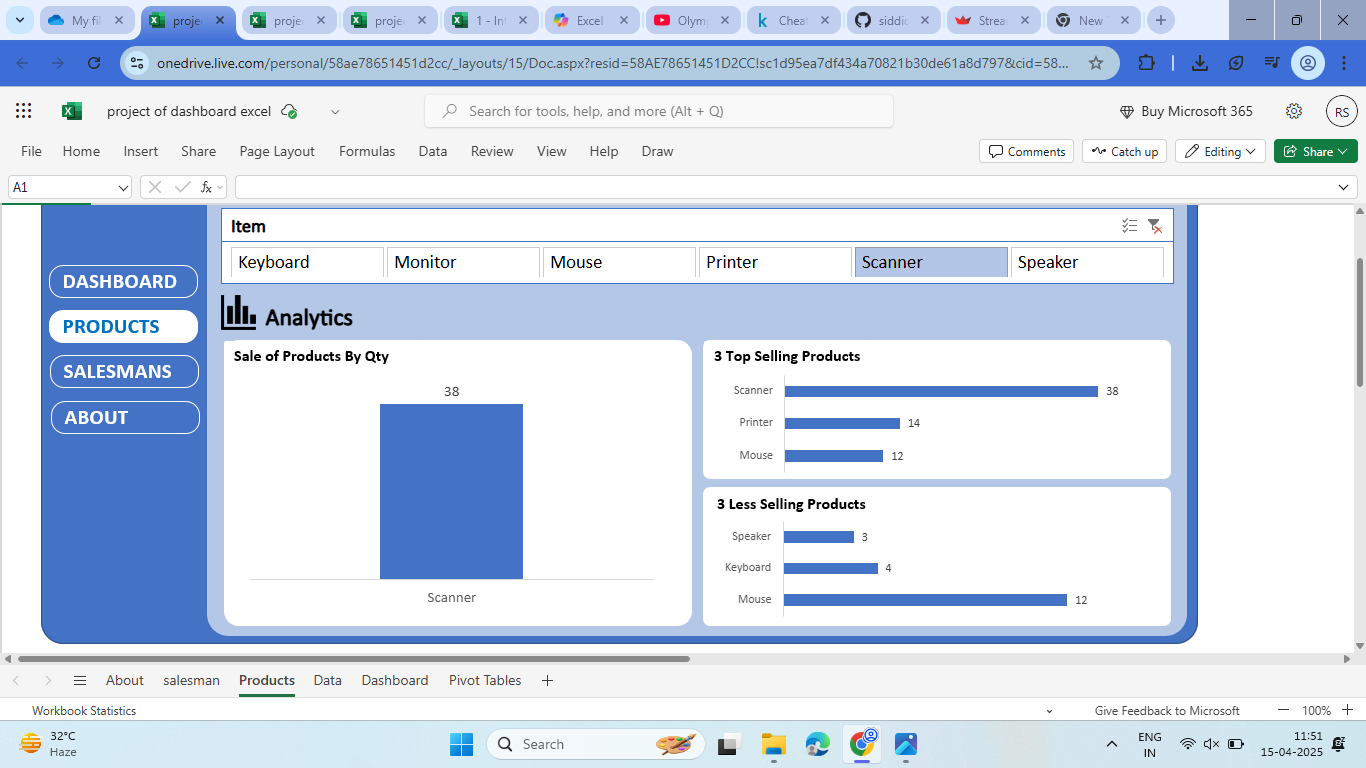 My fil
proje
proje
proje
1 - Int
Excel
Olymp
Cheat
siddic
Strea
New
onedrive.live.com/personal/58ae78651451d2cc/_layouts/15/Doc.aspx?resid=58AE78651451D2CC!sc1d95ea7df434a70821b30de61a8d797&cid=58...
project of dashboard excel
Search for tools, help, and more (Alt + Q)
Buy Microsoft 365
RS
File Home Insert Share Page Layout Formulas Data Review View Help Draw
Comments Catch up Editing Share
A1
fx
Item
Keyboard Monitor Mouse Printer Scanner Speaker
DASHBOARD
PRODUCTS
SALESMANS
ABOUT
Analytics
Sale of Products By Qty
38
Scanner
3 Top Selling Products
Scanner 38
Printer 14
Mouse 12
3 Less Selling Products
Speaker 3
Keyboard 4
Mouse 12
About salesman Products Data Dashboard Pivot Tables
Workbook Statistics
Give Feedback to Microsoft
100%
32°C
Haze
Search
ENG
IN
11:51
15-04-2025